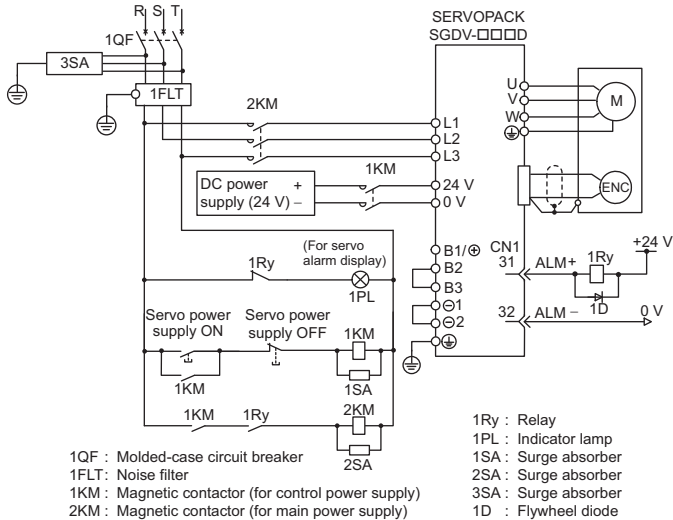 R S T
SERVOPACK
SGDV-□□□D
1QF
3SA
1FLT
2KM
U
V
W
M
L1
L2
L3
1KM
DC power +
supply (24 V) −
24 V
0 V
ENC
B1/⊕
CN1
+24 V
(For servo
alarm display)
1Ry
1PL
B2
B3
31
ALM+
1Ry
1D
⊖1
⊖2
32
ALM −
0 V
Servo power
supply ON
Servo power
supply OFF
1KM
1KM
1SA
1KM
1Ry
2KM
2SA
1QF : Molded-case circuit breaker
1FLT : Noise filter
1KM : Magnetic contactor (for control power supply)
2KM : Magnetic contactor (for main power supply)
1Ry : Relay
1PL : Indicator lamp
1SA : Surge absorber
2SA : Surge absorber
3SA : Surge absorber
1D : Flywheel diode